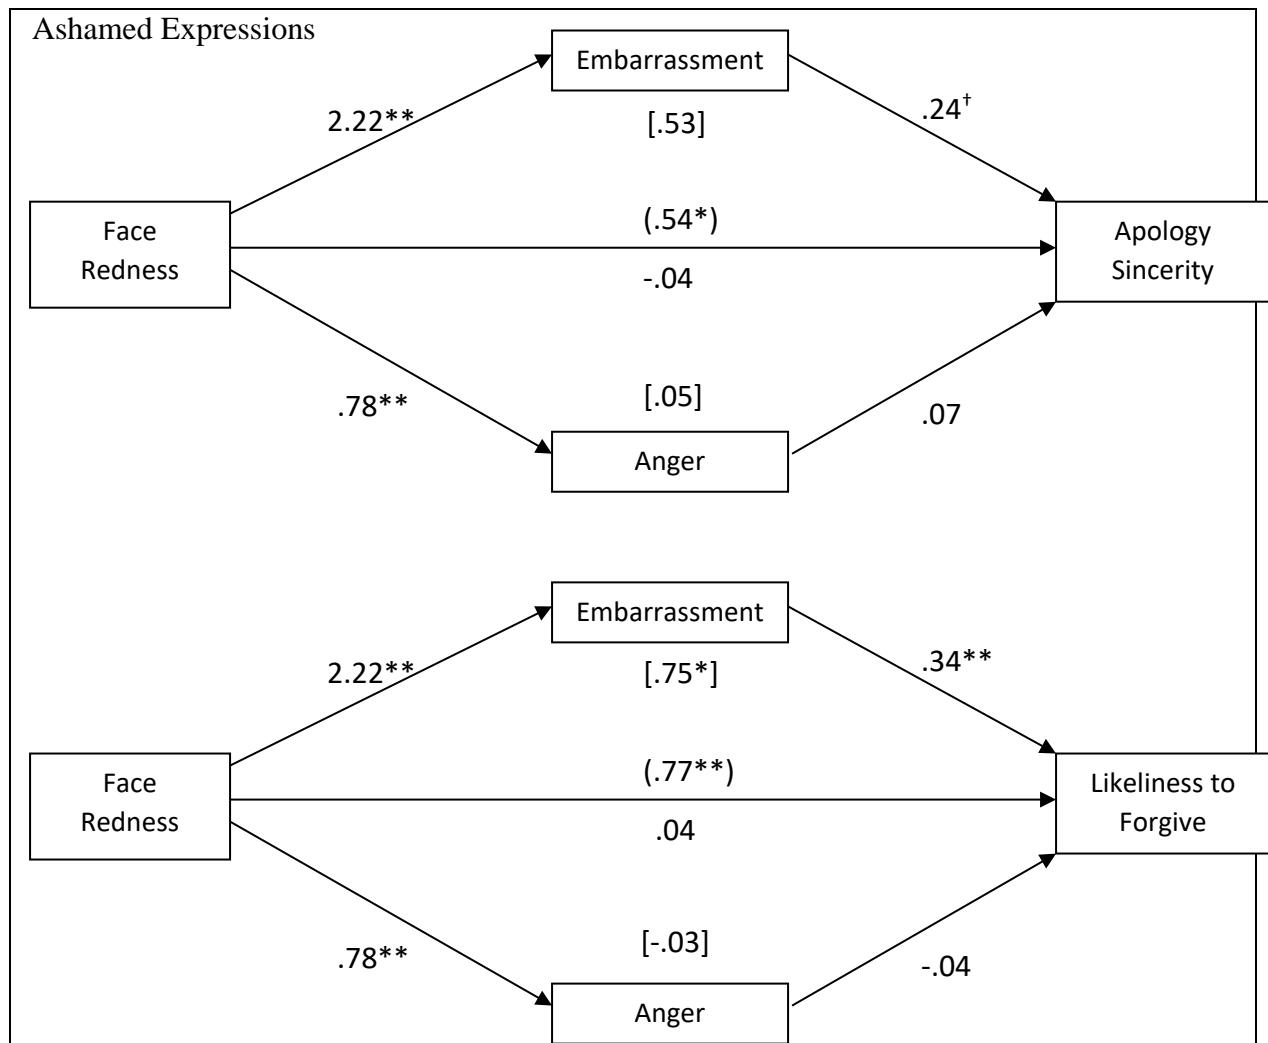 Ashamed Expressions
Embarrassment
2.22**
[.53]
.24†
Face
Redness
(.54*)
-.04
Apology
Sincerity
.78**
[.05]
.07
Anger
Embarrassment
2.22**
[.75*]
.34**
Face
Redness
(.77**)
.04
Likeliness to
Forgive
.78**
[-.03]
-.04
Anger